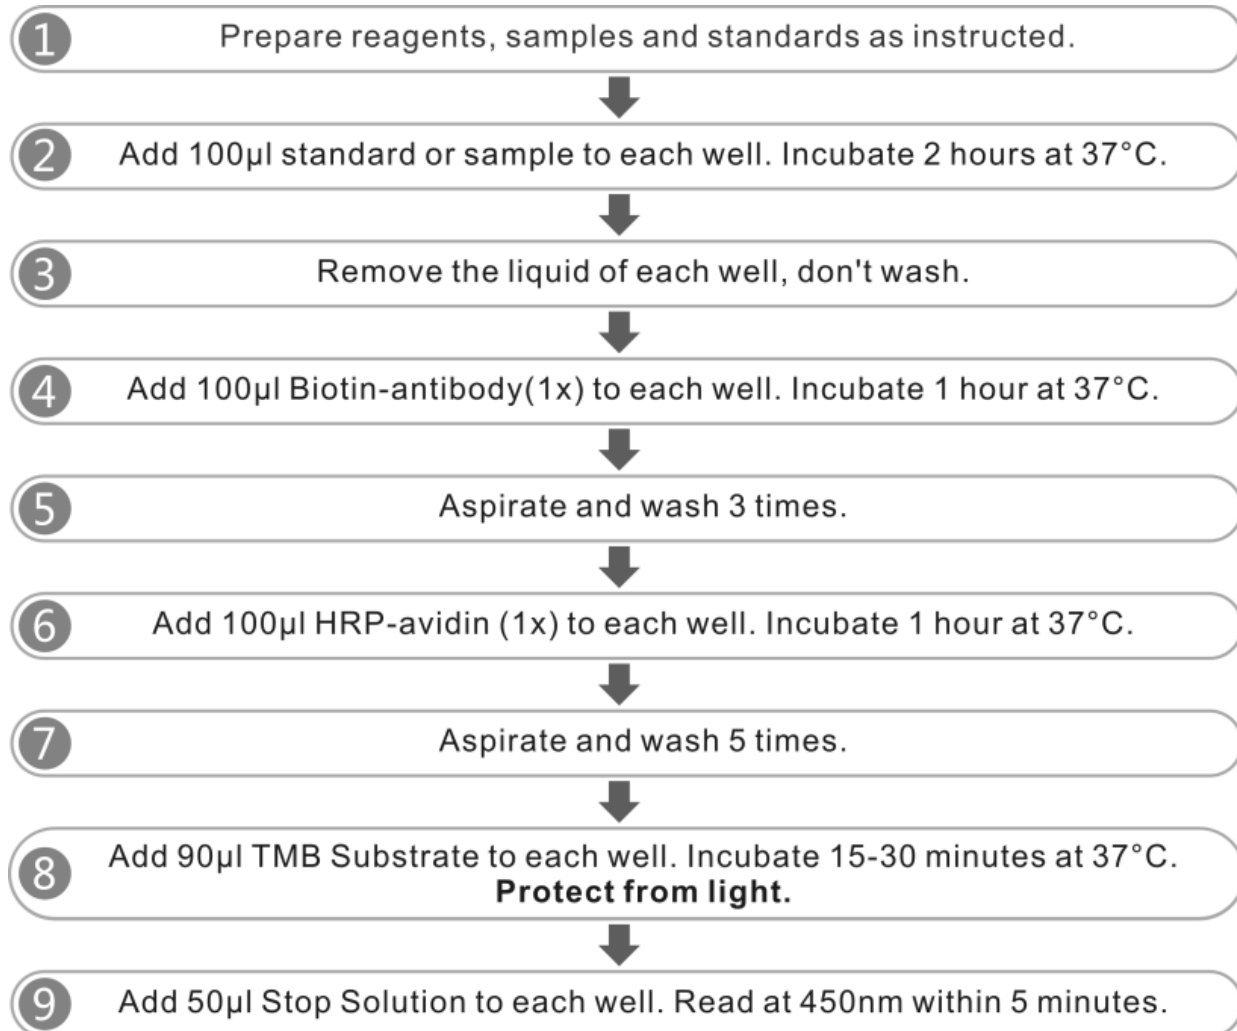 1 Prepare reagents, samples and standards as instructed.
2 Add 100μl standard or sample to each well. Incubate 2 hours at 37°C.
3 Remove the liquid of each well, don't wash.
4 Add 100μl Biotin-antibody(1x) to each well. Incubate 1 hour at 37°C.
5 Aspirate and wash 3 times.
6 Add 100μl HRP-avidin (1x) to each well. Incubate 1 hour at 37°C.
7 Aspirate and wash 5 times.
8 Add 90μl TMB Substrate to each well. Incubate 15-30 minutes at 37°C.
Protect from light.
9 Add 50μl Stop Solution to each well. Read at 450nm within 5 minutes.